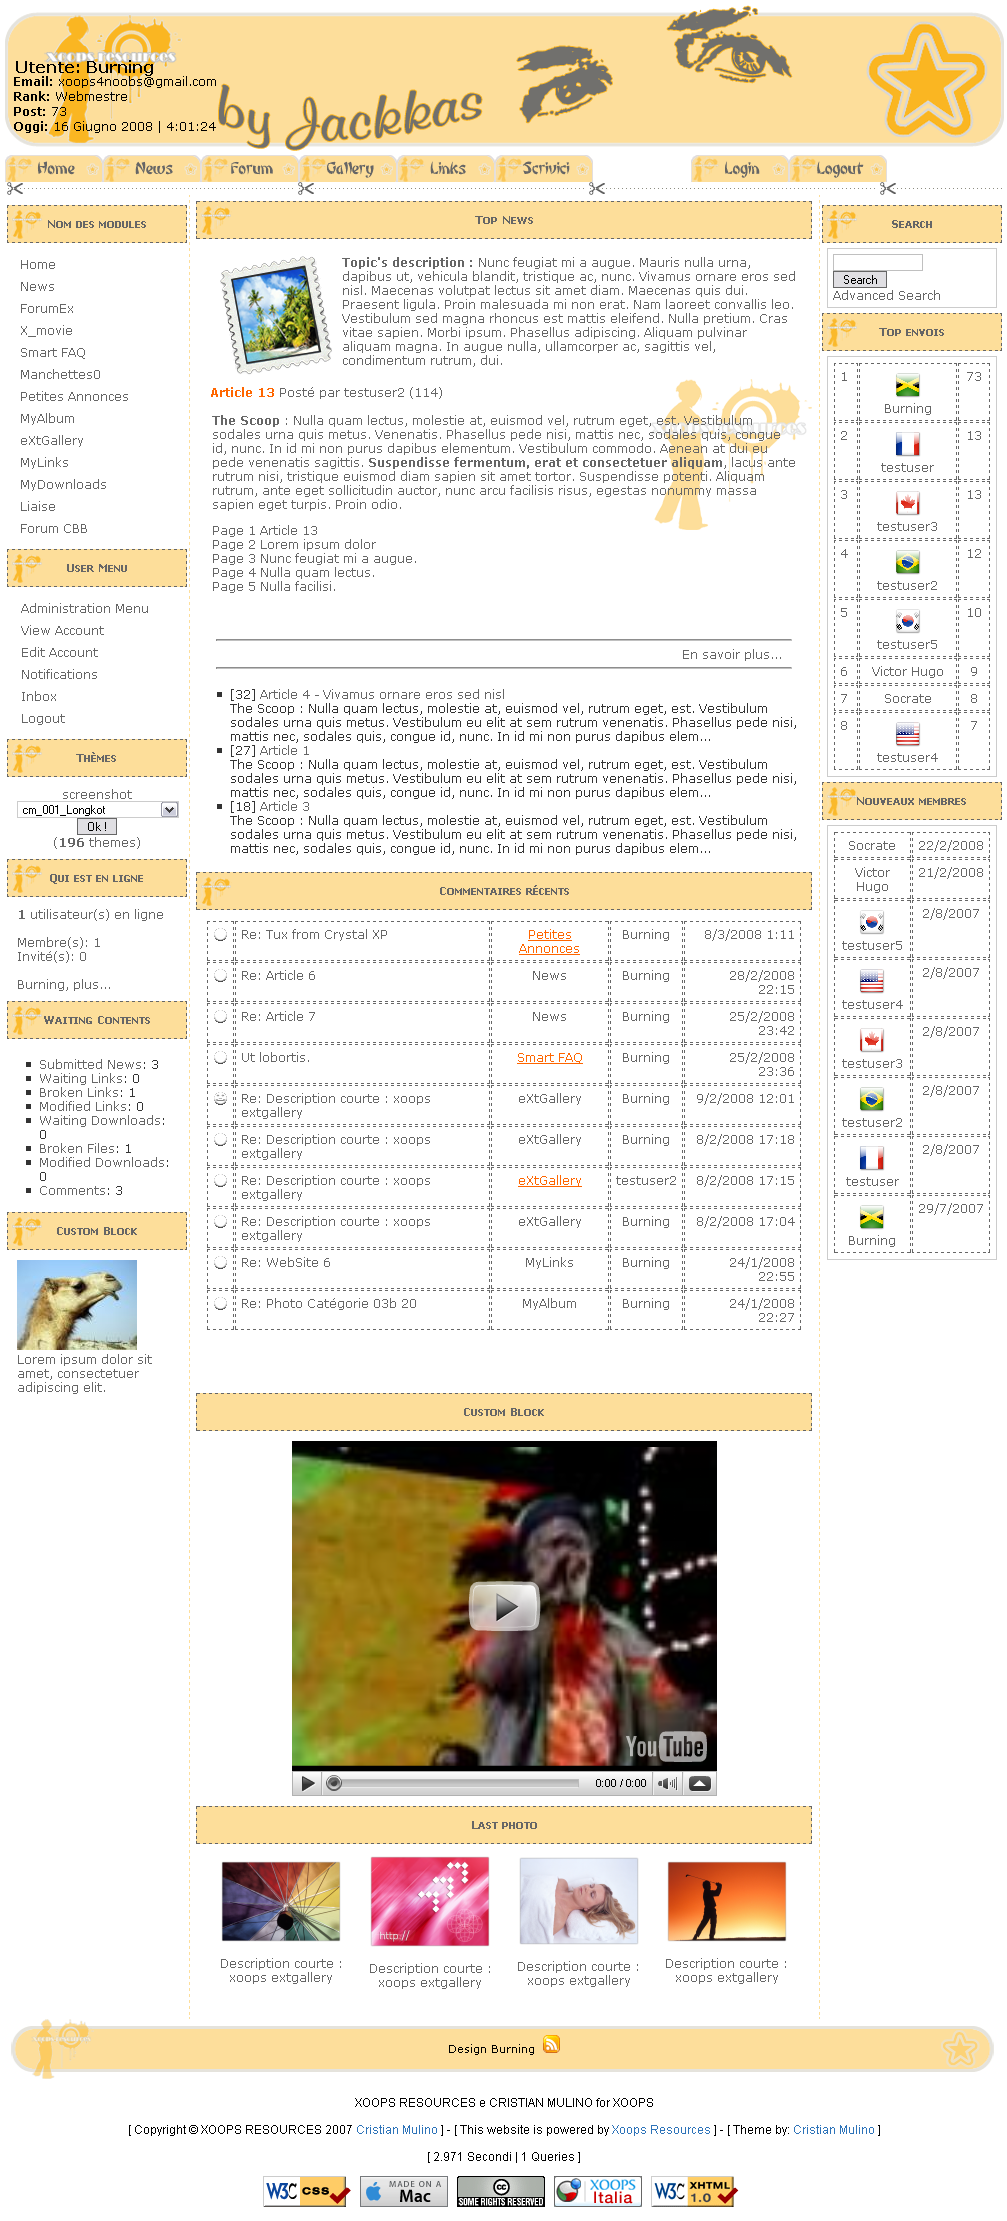 XOOPS RESOURCES
Utente: Burning
Email: xoops4noobs@gmail.com
Rank: Webmestre
Post: 73
Oggi: 16 Giugno 2008 | 4:01:24
by Jackkas
Home News Forum Gallery Links Scrivici Login Logout
Nom des modules
Home
News
ForumEx
X_movie
Smart FAQ
Manchettes0
Petites Annonces
MyAlbum
eXtGallery
MyLinks
MyDownloads
Liaise
Forum CBB
User Menu
Administration Menu
View Account
Edit Account
Notifications
Inbox
Logout
Thèmes
screenshot
cm_001_Longkot
Ok !
(196 themes)
Qui est en ligne
1 utilisateur(s) en ligne
Membre(s): 1
Invité(s): 0
Burning, plus...
Waiting Contents
Submitted News: 3
Waiting Links: 0
Broken Links: 1
Modified Links: 0
Waiting Downloads:
0
Broken Files: 1
Modified Downloads:
0
Comments: 3
Custom Block
Lorem ipsum dolor sit
amet, consectetuer
adipiscing elit.
Top News
Topic's description : Nunc feugiat mi a augue. Mauris nulla urna,
dapibus ut, vehicula blandit, tristique ac, nunc. Vivamus ornare eros sed
nisl. Maecenas volutpat lectus sit amet diam. Maecenas quis dui.
Praesent ligula. Proin malesuada mi non erat. Nam laoreet convallis leo.
Vestibulum sed magna rhoncus est mattis eleifend. Nulla pretium. Cras
vitae sapien. Morbi ipsum. Phasellus adipiscing. Aliquam pulvinar
aliquam magna. In augue nulla, ullamcorper ac, sagittis vel,
condimentum rutrum, dui.
Article 13 Posté par testuser2 (114)
The Scoop : Nulla quam lectus, molestie at, euismod vel, rutrum eget, est. Vestibulum
sodales urna quis metus. Venenatis. Phasellus pede nisi, mattis nec, sodales quis, congue
id, nunc. In id mi non purus dapibus elementum. Vestibulum commodo. Aenean at dui eu
pede venenatis sagittis. Suspendisse fermentum, erat et consectetuer aliquam, lacus ante
rutrum nisi, tristique euismod diam sapien sit amet tortor. Suspendisse potenti. Aliquam
rutrum, ante eget sollicitudin auctor, nunc arcu facilisis risus, egestas nonummy massa
sapien eget turpis. Proin odio.
Page 1 Article 13
Page 2 Lorem ipsum dolor
Page 3 Nunc feugiat mi a augue.
Page 4 Nulla quam lectus.
Page 5 Nulla facilisi.
En savoir plus...
[32] Article 4 - Vivamus ornare eros sed nisl
The Scoop : Nulla quam lectus, molestie at, euismod vel, rutrum eget, est. Vestibulum
sodales urna quis metus. Vestibulum eu elit at sem rutrum venenatis. Phasellus pede nisi,
mattis nec, sodales quis, congue id, nunc. In id mi non purus dapibus elem...
[27] Article 1
The Scoop : Nulla quam lectus, molestie at, euismod vel, rutrum eget, est. Vestibulum
sodales urna quis metus. Vestibulum eu elit at sem rutrum venenatis. Phasellus pede nisi,
mattis nec, sodales quis, congue id, nunc. In id mi non purus dapibus elem...
[18] Article 3
The Scoop : Nulla quam lectus, molestie at, euismod vel, rutrum eget, est. Vestibulum
sodales urna quis metus. Vestibulum eu elit at sem rutrum venenatis. Phasellus pede nisi,
mattis nec, sodales quis, congue id, nunc. In id mi non purus dapibus elem...
Commentaires récents
Re: Tux from Crystal XP Petites Annonces Burning 8/3/2008 1:11
Re: Article 6 News Burning 28/2/2008 22:15
Re: Article 7 News Burning 25/2/2008 23:42
Ut lobortis. Smart FAQ Burning 25/2/2008 23:36
Re: Description courte : xoops extgallery eXtGallery Burning 9/2/2008 12:01
Re: Description courte : xoops extgallery eXtGallery Burning 8/2/2008 17:18
Re: Description courte : xoops extgallery eXtGallery testuser2 8/2/2008 17:15
Re: Description courte : xoops extgallery eXtGallery Burning 8/2/2008 17:04
Re: WebSite 6 MyLinks Burning 24/1/2008 22:55
Re: Photo Catégorie 03b 20 MyAlbum Burning 24/1/2008 22:27
Custom Block
YouTube
0:00 / 0:00
Last photo
http://
Description courte :
xoops extgallery
Description courte :
xoops extgallery
Description courte :
xoops extgallery
Description courte :
xoops extgallery
Search
Search
Advanced Search
Top envois
1 Burning 73
2 testuser 13
3 testuser3 13
4 testuser2 12
5 testuser5 10
6 Victor Hugo 9
7 Socrate 8
8 testuser4 7
Nouveaux membres
Socrate 22/2/2008
Victor Hugo 21/2/2008
testuser5 2/8/2007
testuser4 2/8/2007
testuser3 2/8/2007
testuser2 2/8/2007
testuser 2/8/2007
Burning 29/7/2007
Design Burning
XOOPS RESOURCES e CRISTIAN MULINO for XOOPS
[ Copyright © XOOPS RESOURCES 2007 Cristian Mulino ] - [ This website is powered by Xoops Resources ] - [ Theme by: Cristian Mulino ]
[ 2.971 Secondi | 1 Queries ]
W3C css
MADE ON A Mac
cc SOME RIGHTS RESERVED
XOOPS Italia
W3C XHTML 1.0